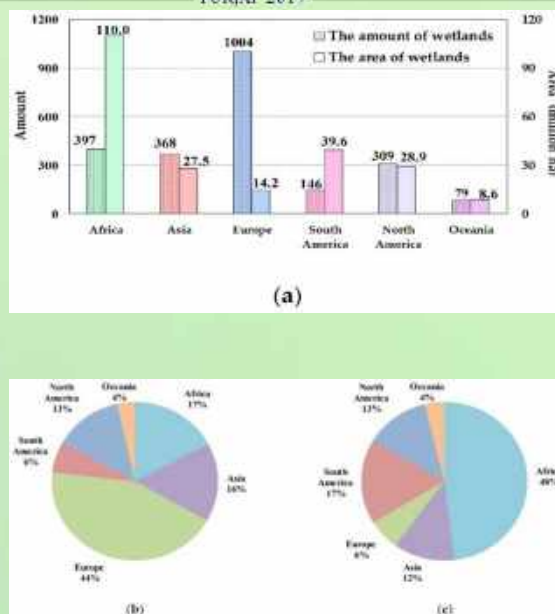 1200
900
600
300
0
Amount
120
90
60
30
0
The amount of wetlands
The area of wetlands
397
110.0
368
27.5
1004
14.2
146
39.6
309
28.9
79
8.6
Africa
Asia
Europe
South
America
North
America
Oceania
(a)
North
America
13%
Oceania
4%
Africa
17%
Asia
16%
Europe
44%
South
America
6%
(b)
North
America
13%
Oceania
4%
South
America
17%
Europe
6%
Asia
12%
(c)